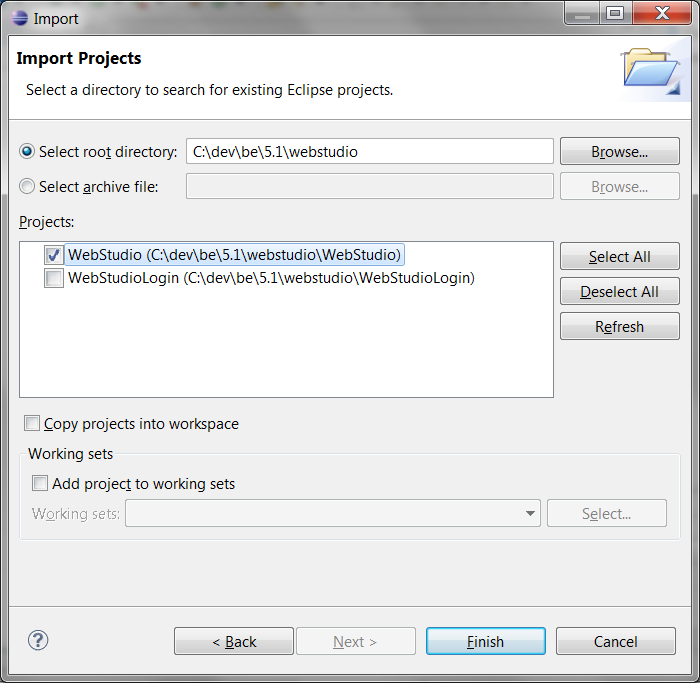 Import
Import Projects
Select a directory to search for existing Eclipse projects.
Select root directory: C:\dev\be\5.1\webstudio Browse...
Select archive file: Browse...
Projects:
WebStudio (C:\dev\be\5.1\webstudio\WebStudio)
WebStudioLogin (C:\dev\be\5.1\webstudio\WebStudioLogin)
Select All
Deselect All
Refresh
Copy projects into workspace
Working sets
Add project to working sets
Working sets: Select...
? < Back Next > Finish Cancel